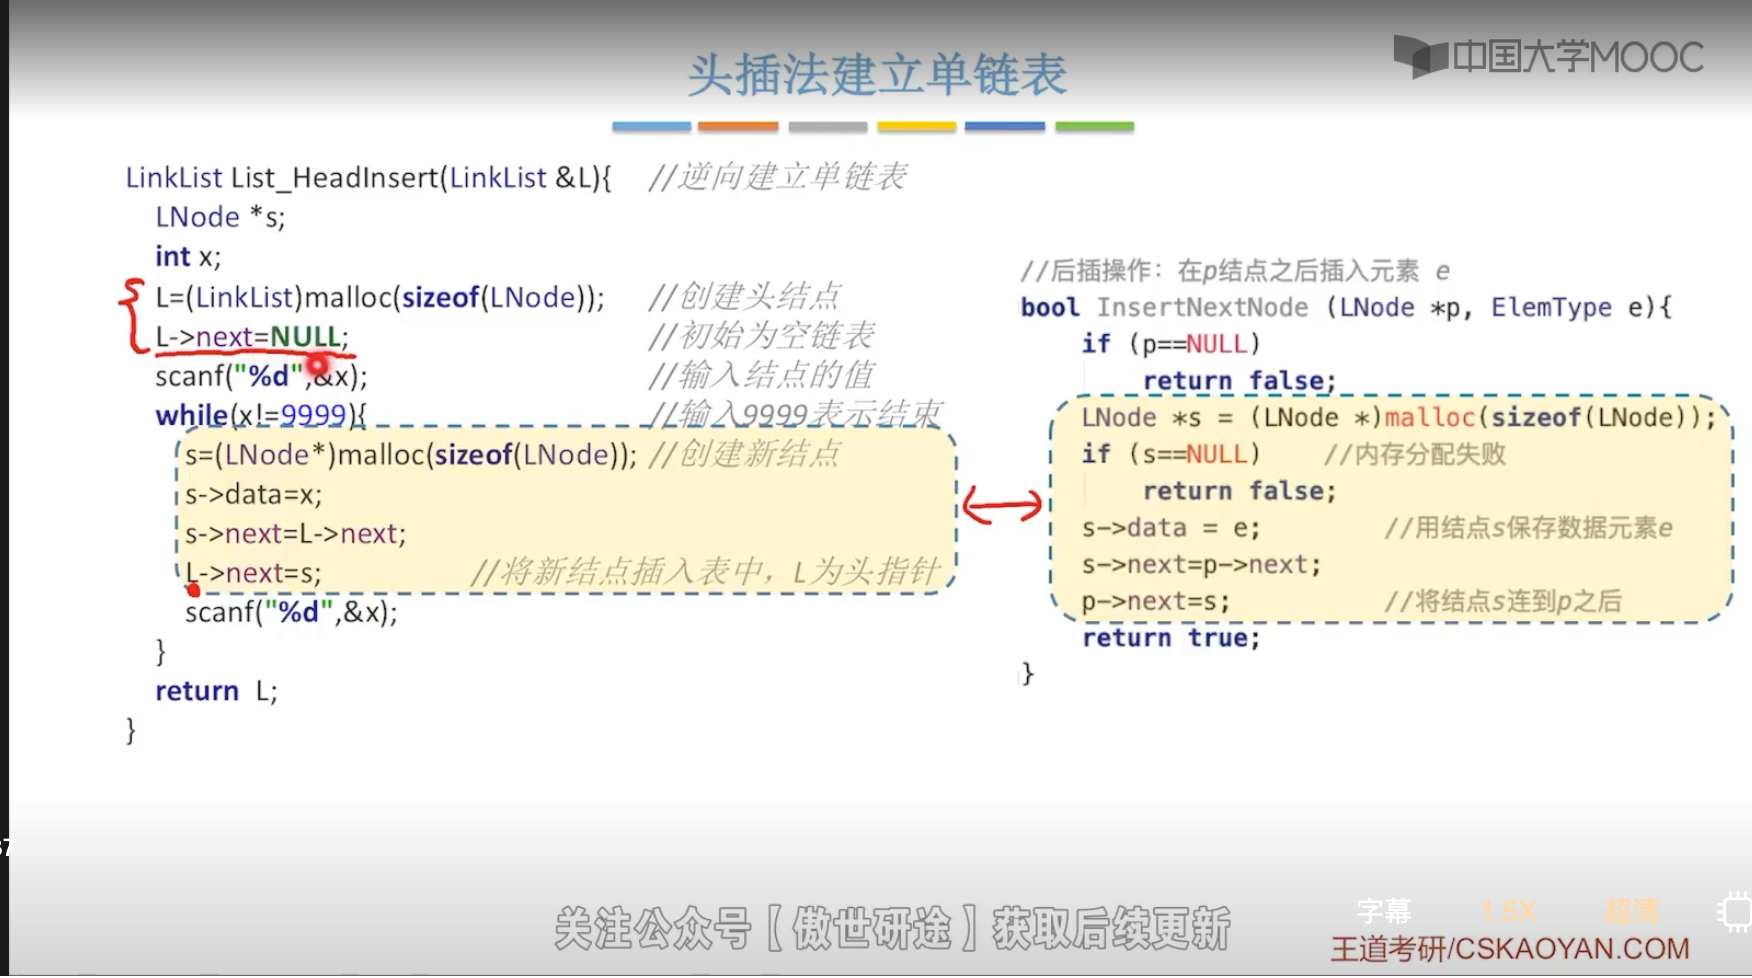 中国大学MOOC
头插法建立单链表
LinkList List_HeadInsert(LinkList &L){ //逆向建立单链表
LNode *s;
int x;
L=(LinkList)malloc(sizeof(LNode)); //创建头结点
L->next=NULL; //初始为空链表
scanf("%d",&x); //输入结点的值
while(x!=9999){ //输入9999表示结束
s=(LNode*)malloc(sizeof(LNode)); //创建新结点
s->data=x;
s->next=L->next;
L->next=s; //将新结点插入表中，L为头指针
scanf("%d",&x);
}
return L;
}
//后插操作：在p结点之后插入元素 e
bool InsertNextNode (LNode *p, ElemType e){
if (p==NULL)
return false;
LNode *s = (LNode *)malloc(sizeof(LNode));
if (s==NULL) //内存分配失败
return false;
s->data = e; //用结点s保存数据元素e
s->next=p->next;
p->next=s; //将结点s连到p之后
return true;
}
关注公众号【傲世研途】获取后续更新
字幕 1.5X 超清
王道考研/CSKAOYAN.COM